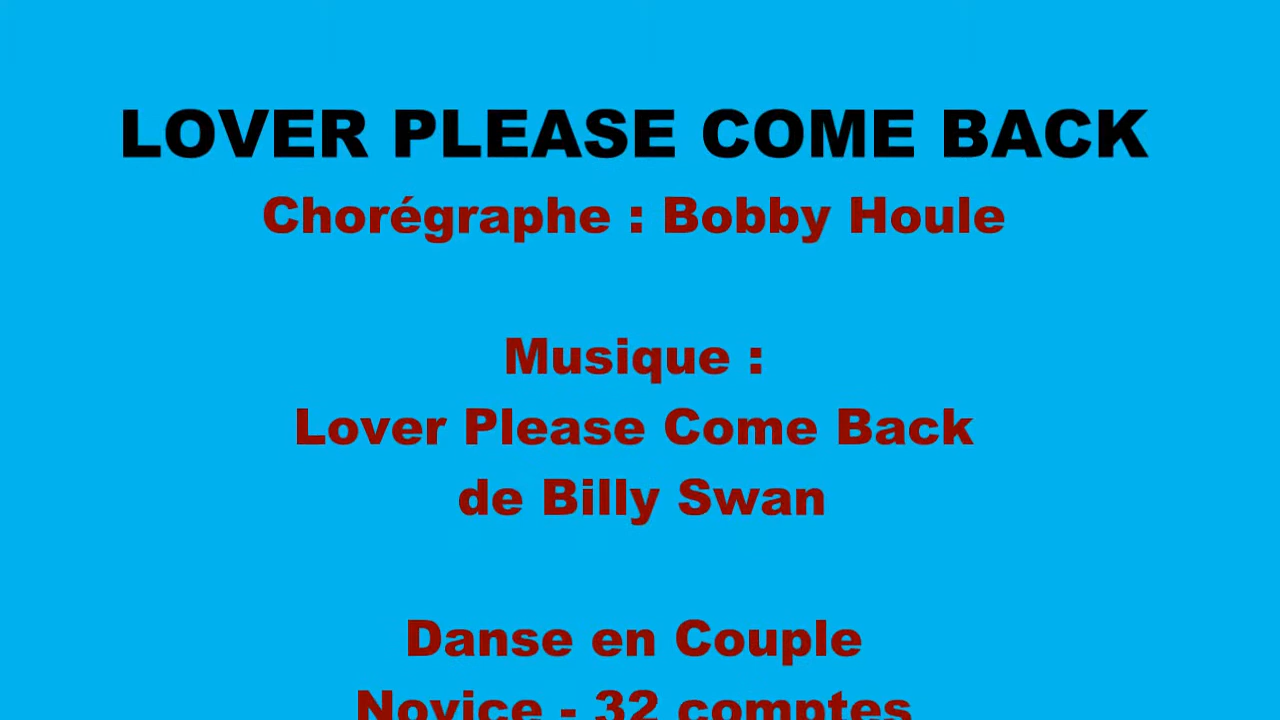 LOVER PLEASE COME BACK
Chorégraphe : Bobby Houle
Musique :
Lover Please Come Back
de Billy Swan
Danse en Couple
Novice - 32 comptes